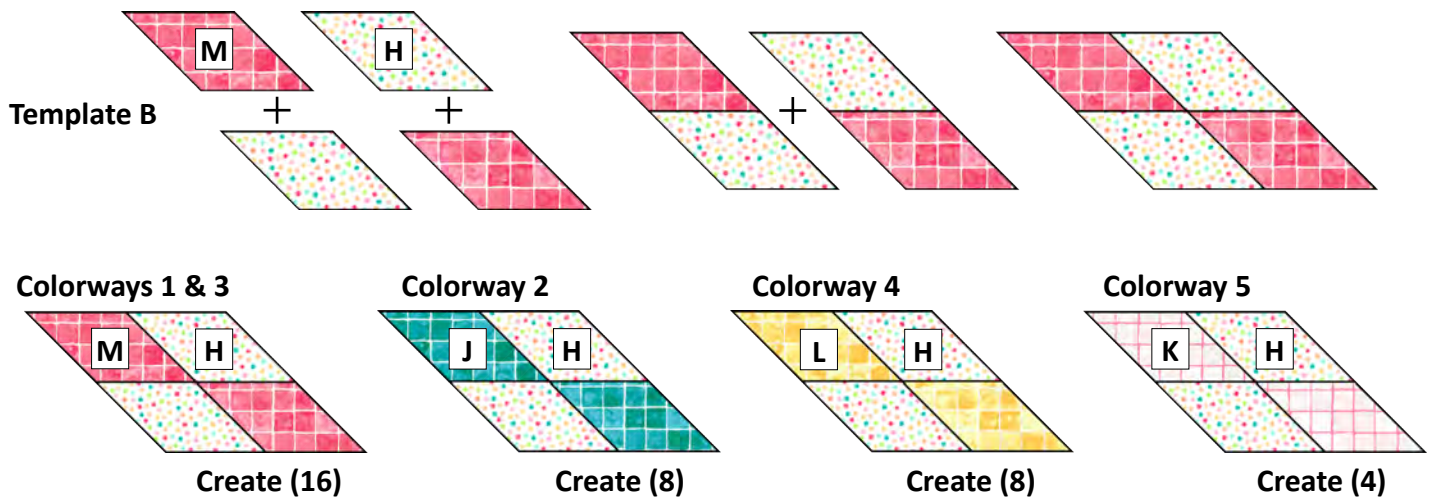 M H
+ + +
Template B
Colorways 1 & 3
M H
Create (16)
Colorway 2
J H
Create (8)
Colorway 4
L H
Create (8)
Colorway 5
K H
Create (4)